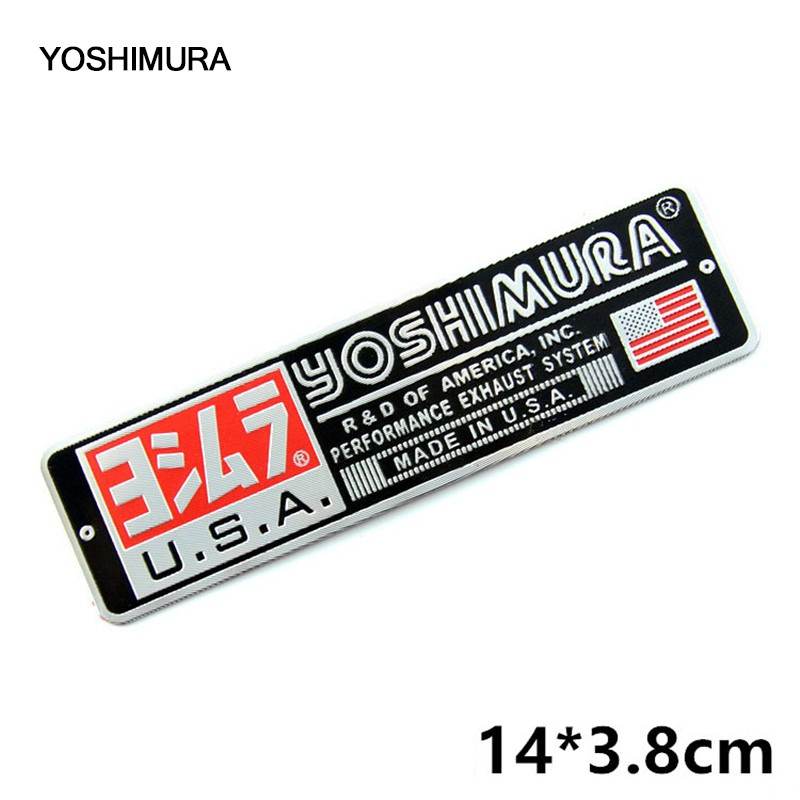 YOSHIMURA
YOSHIMURA®
R & D OF AMERICA, INC.
PERFORMANCE EXHAUST SYSTEM
MADE IN U.S.A.
ヨシムラ®
U.S.A.
14*3.8cm